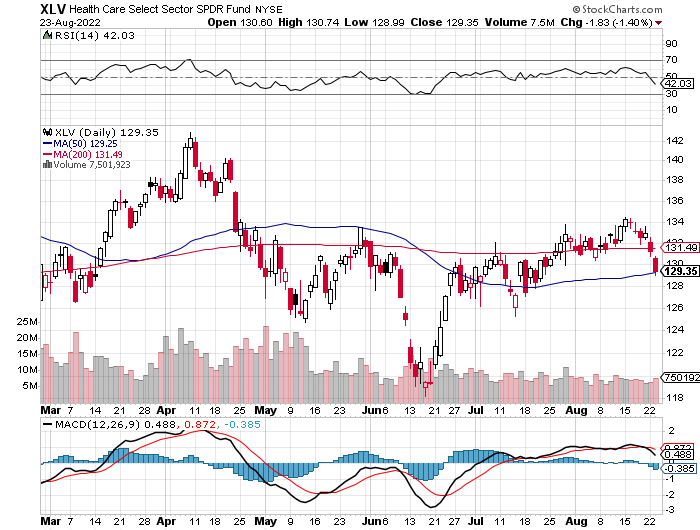 XLV Health Care Select Sector SPDR Fund NYSE
© StockCharts.com
23-Aug-2022 Open 130.60 High 130.74 Low 128.99 Close 129.35 Volume 7.5M Chg -1.83 (-1.40%)
RSI(14) 42.03
90
70
50
42.03
30
10
XLV (Daily) 129.35
MA(50) 129.25
MA(200) 131.49
Volume 7,501,923
142
140
138
136
134
132
131.49
130
129.35
128
126
124
122
120
118
25M
20M
15M
10M
5M
7501923
Mar 7 14 21 28 Apr 11 18 25 May 9 16 23 Jun 6 13 21 27 Jul 11 18 25 Aug 8 15 22
MACD(12,26,9) 0.488, 0.872, -0.385
2
1
0.872
0.488
-0.385
-1
-2
-3
Mar 7 14 21 28 Apr 11 18 25 May 9 16 23 Jun 6 13 21 27 Jul 11 18 25 Aug 8 15 22